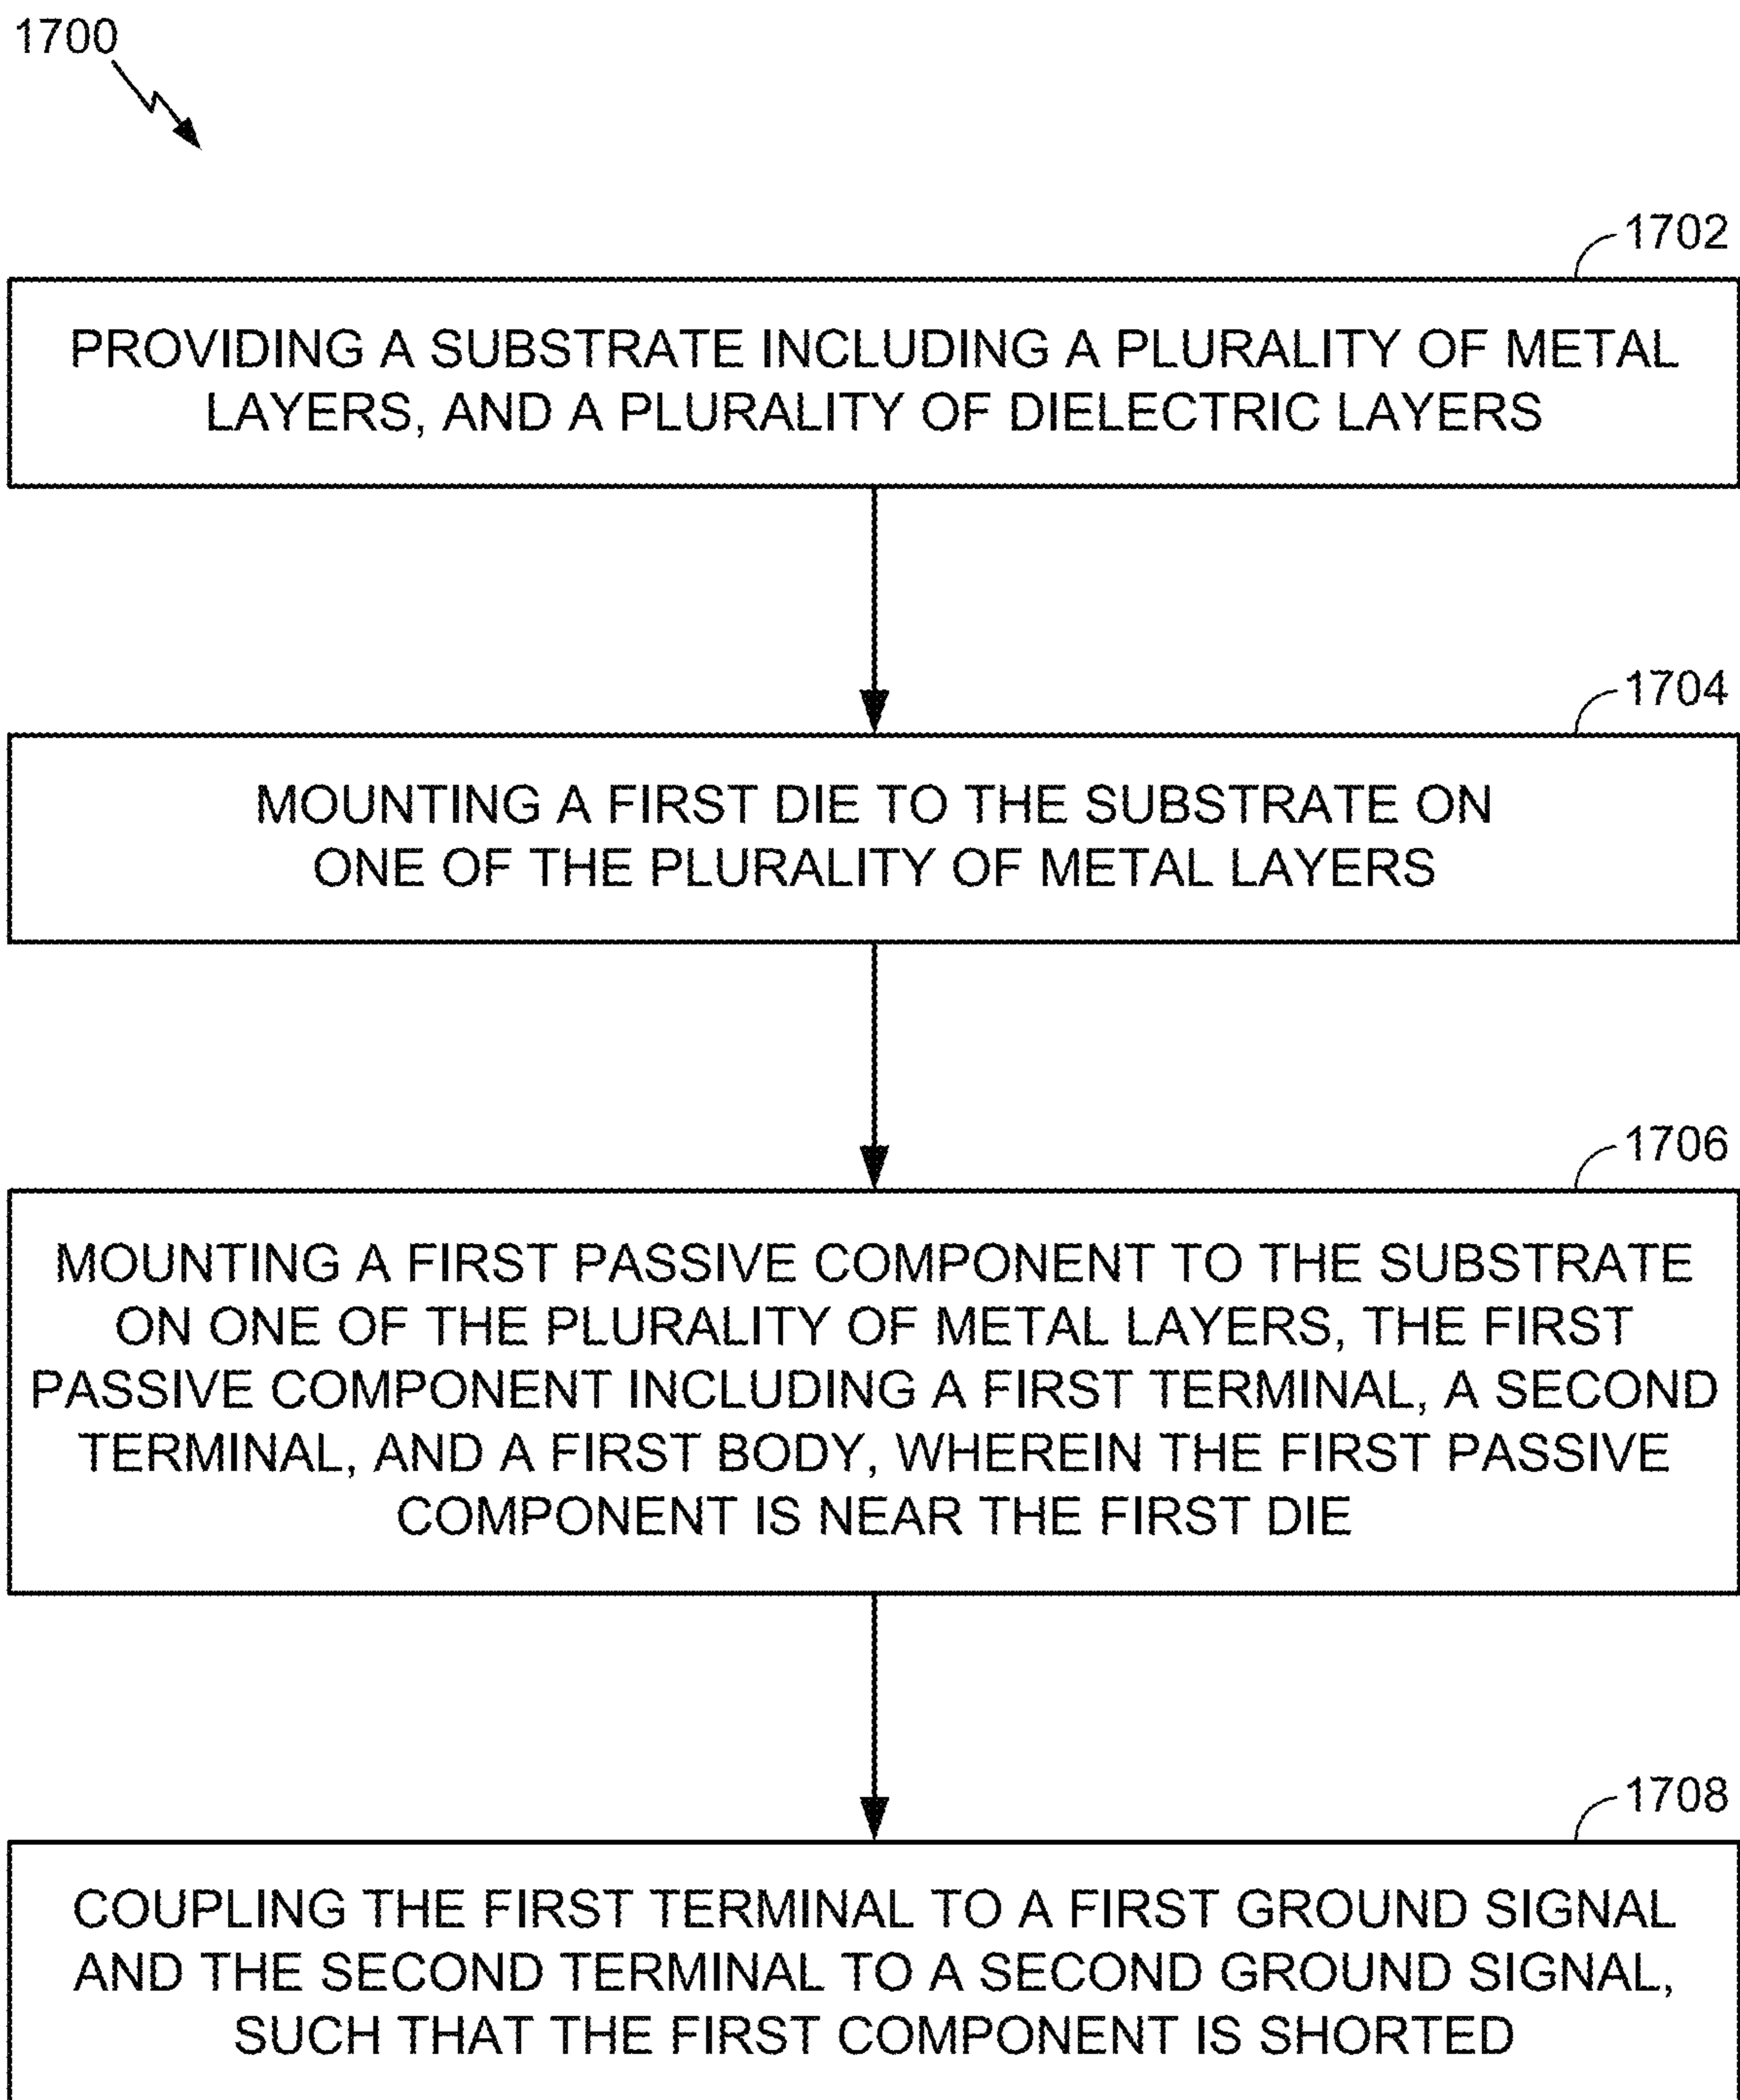 1700
1702
PROVIDING A SUBSTRATE INCLUDING A PLURALITY OF METAL
LAYERS, AND A PLURALITY OF DIELECTRIC LAYERS
1704
MOUNTING A FIRST DIE TO THE SUBSTRATE ON
ONE OF THE PLURALITY OF METAL LAYERS
1706
MOUNTING A FIRST PASSIVE COMPONENT TO THE SUBSTRATE
ON ONE OF THE PLURALITY OF METAL LAYERS, THE FIRST
PASSIVE COMPONENT INCLUDING A FIRST TERMINAL, A SECOND
TERMINAL, AND A FIRST BODY, WHEREIN THE FIRST PASSIVE
COMPONENT IS NEAR THE FIRST DIE
1708
COUPLING THE FIRST TERMINAL TO A FIRST GROUND SIGNAL
AND THE SECOND TERMINAL TO A SECOND GROUND SIGNAL,
SUCH THAT THE FIRST COMPONENT IS SHORTED